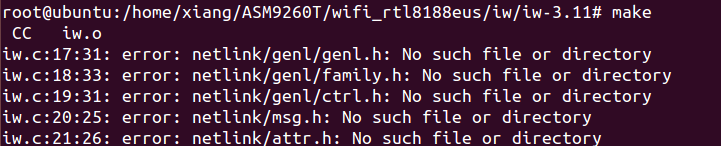 root@ubuntu:/home/xiang/ASM9260T/wifi_rtl8188eus/iw/iw-3.11# make
CC iw.o
iw.c:17:31: error: netlink/genl/genl.h: No such file or directory
iw.c:18:33: error: netlink/genl/family.h: No such file or directory
iw.c:19:31: error: netlink/genl/ctrl.h: No such file or directory
iw.c:20:25: error: netlink/msg.h: No such file or directory
iw.c:21:26: error: netlink/attr.h: No such file or directory